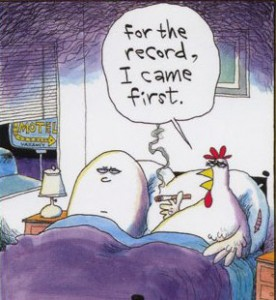 for the
record,
I came
first.
MOTEL